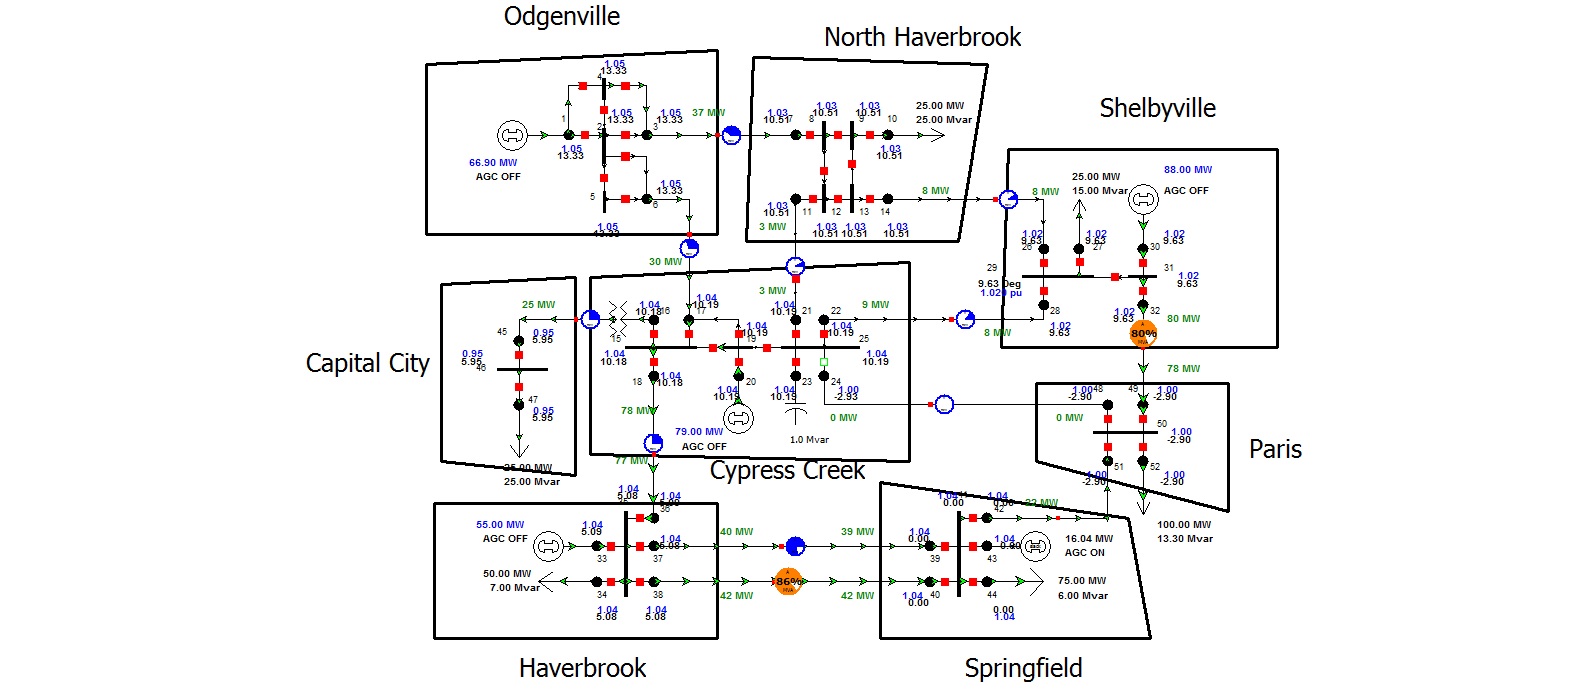 Odgenville
North Haverbrook
Shelbyville
1.05
13.33
4
1
2
3
1.05
13.33
1.05
13.33
1.05
13.33
66.90 MW
AGC OFF
5
6
1.05
13.33
1.05
13.33
37 MW
30 MW
1.03
10.51
7
8
1.03
10.51
9
1.03
10.51
10
1.03
10.51
25.00 MW
25.00 Mvar
1.03
10.51
11
12
13
14
3 MW
1.03
10.51
1.03
10.51
1.03
10.51
8 MW
8 MW
25.00 MW
15.00 Mvar
88.00 MW
AGC OFF
1.02
9.63
26
1.02
9.63
27
1.02
9.63
30
29
31
9.63 Deg
1.02
9.63
28
1.02
9.63
1.02
9.63
32
80%
MVA
80 MW
78 MW
Capital City
25 MW
45
0.95
5.95
0.95
5.95
46
47
0.95
5.95
25.00 MW
25.00 Mvar
1.04
10.18
16
1.04
10.19
17
15
1.04
10.18
18
1.04
10.18
1.04
10.19
19
1.04
10.19
20
3 MW
1.04
10.19
21
22
1.04
10.19
25
1.04
10.19
9 MW
8 MW
1.04
10.19
23
24
1.00
-2.93
0 MW
78 MW
79.00 MW
AGC OFF
1.0 Mvar
77 MW
Cypress Creek
Paris
1.00
-2.90
48
49
1.00
-2.90
0 MW
50
1.00
-2.90
51
52
1.00
-2.90
1.00
-2.90
100.00 MW
13.30 Mvar
1.04
5.08
1.04
36
55.00 MW
AGC OFF
1.04
5.09
33
1.04
5.08
37
50.00 MW
7.00 Mvar
34
38
1.04
5.08
1.04
5.08
40 MW
39 MW
86%
MVA
42 MW
42 MW
1.04
0.00
1.04
42
1.04
0.00
39
1.04
0.00
43
16.04 MW
AGC ON
1.04
0.00
40
44
75.00 MW
6.00 Mvar
0.00
1.04
Haverbrook
Springfield